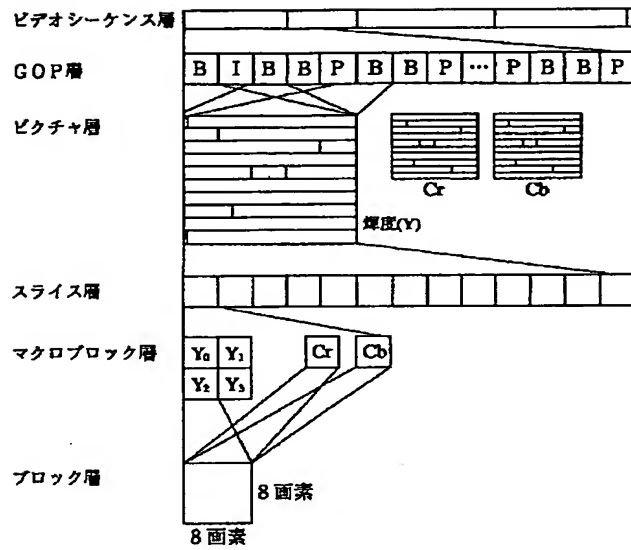 ビデオシーケンス層
GOP層
B I B B P B B P … P B B P
ピクチャ層
Cr Cb
輝度(Y)
スライス層
マクロブロック層
Y0 Y1 Cr Cb
Y2 Y3
ブロック層
8画素
8画素